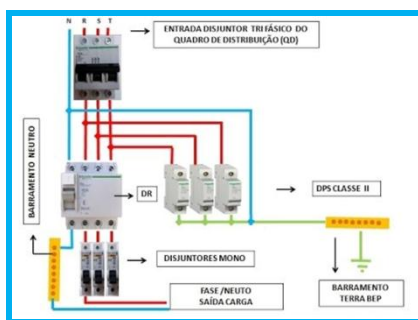 N R S T
ENTRADA DISJUNTOR TRIFÁSICO DO
QUADRO DE DISTRIBUIÇÃO (QD)
BARRAMENTO NEUTRO
DR
DPS CLASSE II
DISJUNTORES MONO
FASE /NEUTO
SAÍDA CARGA
BARRAMENTO
TERRA BEP